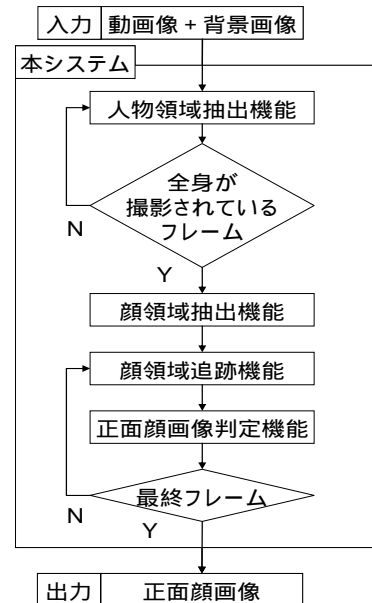 入力 動画像 + 背景画像
本システム
人物領域抽出機能
全身が
撮影されている
フレーム
N
Y
顔領域抽出機能
顔領域追跡機能
正面顔画像判定機能
最終フレーム
N
Y
出力 正面顔画像